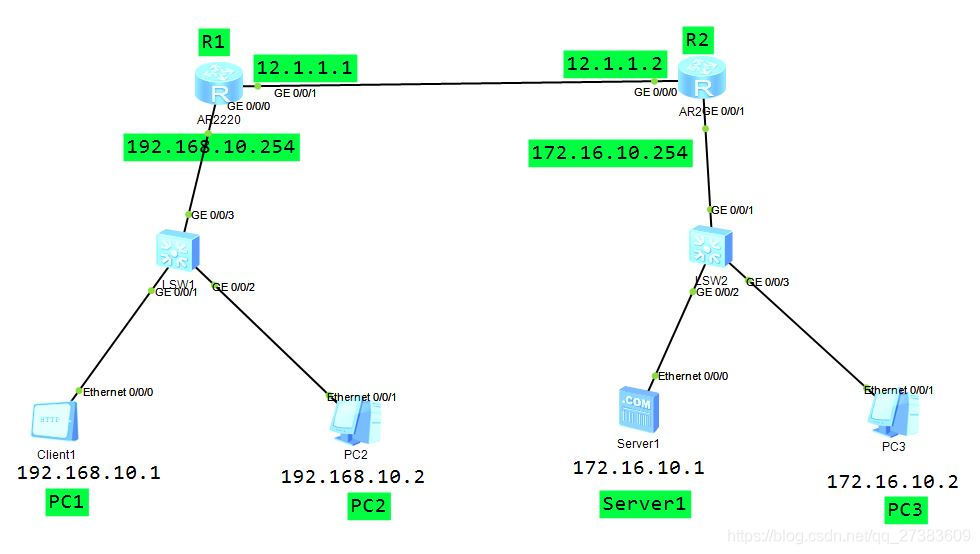 R1
R2
12.1.1.1
12.1.1.2
GE 0/0/1
GE 0/0/0
R
R
GE 0/0/0
AR2220
GE 0/0/1
192.168.10.254
172.16.10.254
GE 0/0/3
GE 0/0/1
LSW1
GE 0/0/1
GE 0/0/2
LSW2
GE 0/0/2
GE 0/0/3
Ethernet 0/0/0
Ethernet 0/0/1
Ethernet 0/0/0
Ethernet 0/0/1
HTTP
.COM
Client1
PC2
Server1
PC3
192.168.10.1
192.168.10.2
172.16.10.1
172.16.10.2
PC1
PC2
Server1
PC3
https://blog.csdn.net/qq_27383609